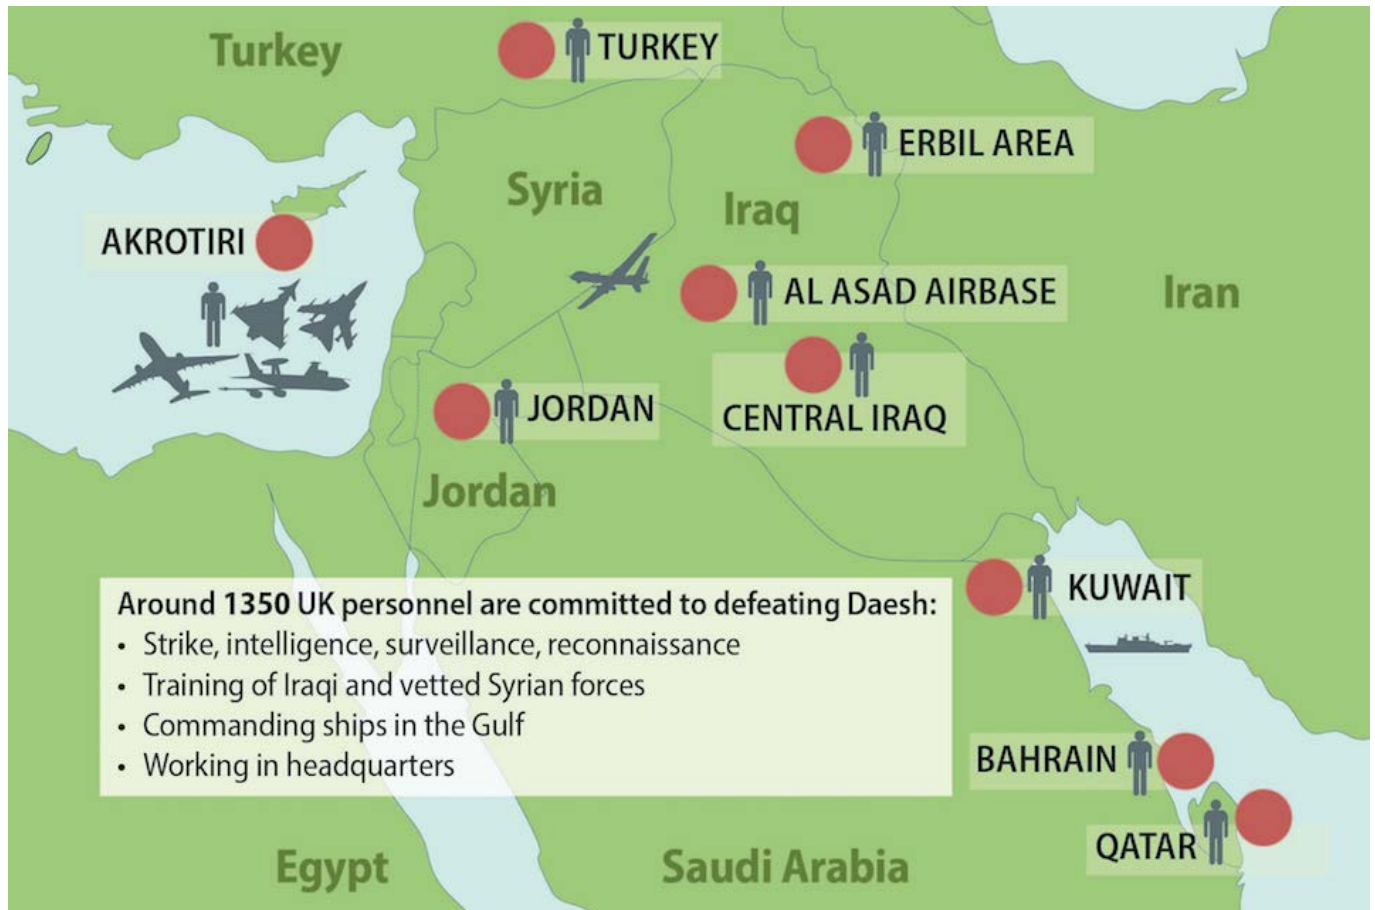 Turkey
TURKEY
ERBIL AREA
Syria
Iraq
AKROTIRI
AL ASAD AIRBASE
Iran
JORDAN
CENTRAL IRAQ
Jordan
KUWAIT
Around 1350 UK personnel are committed to defeating Daesh:
• Strike, intelligence, surveillance, reconnaissance
• Training of Iraqi and vetted Syrian forces
• Commanding ships in the Gulf
• Working in headquarters
BAHRAIN
QATAR
Egypt
Saudi Arabia